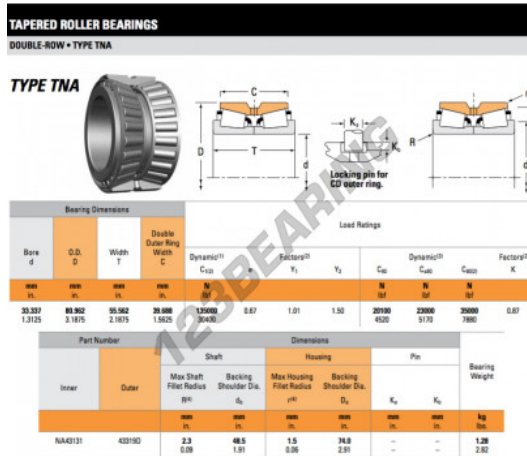 TAPERED ROLLER BEARINGS
DOUBLE-ROW • TYPE TNA
TYPE TNA
C
D
T
d
Locking pin for
CD outer ring.
R
123BEARING
Bearing Dimensions
Load Ratings
Bore
d
O.D.
D
Width
T
Double
Outer Ring
Width
C
Dynamic(1)
Factors(2)
Dynamic(3)
Factors(2)
e Y1 Y2 C90 K
mm mm mm mm N N N N
in. in. in. in. lbf lbf lbf lbf
33.337 80.962 55.562 39.688 135000 0.67 1.01 1.50 20100 23000 35000 0.87
1.3125 3.1875 2.1875 1.5625 30400 4520 5170 7880
Part Number
Dimensions
Bearing
Weight
Shaft
Housing
Pin
Inner
Outer
Max Shaft
Fillet Radius
Backing
Shoulder Dia.
Max Housing
Fillet Radius
Backing
Shoulder Dia.
mm mm mm mm mm mm kg
in. in. in. in. in. in. lbs.
NA43131 43319D 2.3 48.5 1.5 74.0 – – 1.28
0.09 1.91 0.06 2.91 2.82